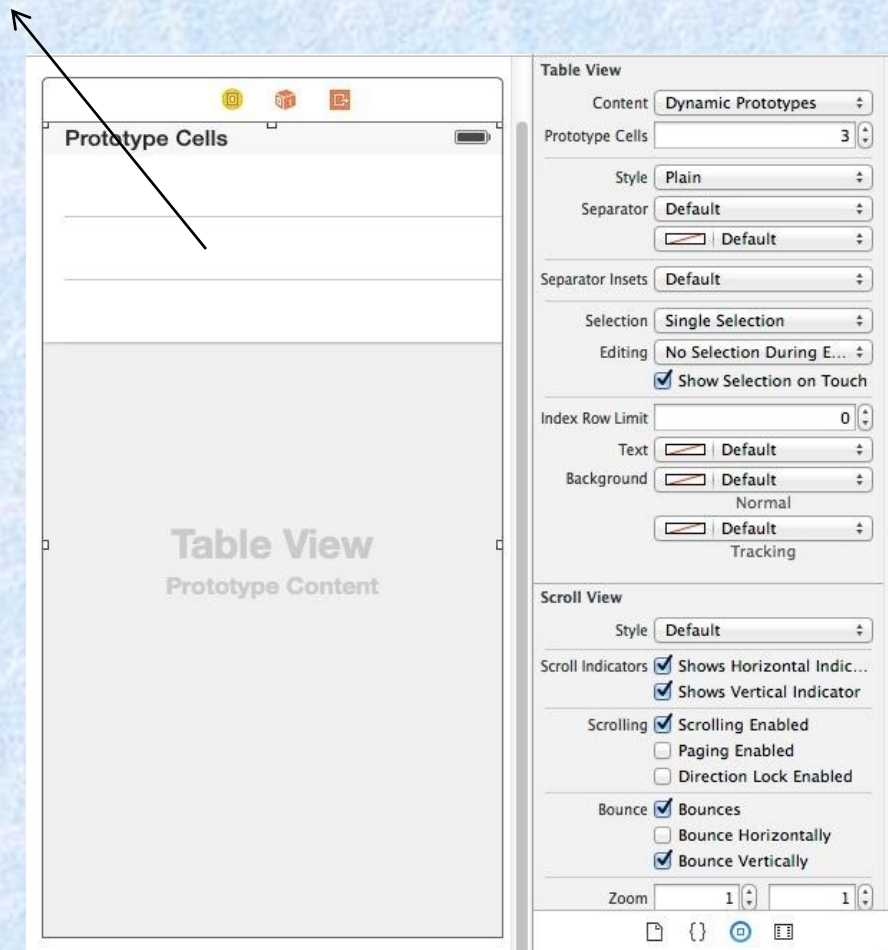 Prototype Cells
Table View
Prototype Content
Table View
Content Dynamic Prototypes
Prototype Cells 3
Style Plain
Separator Default
Default
Separator Insets Default
Selection Single Selection
Editing No Selection During E...
Show Selection on Touch
Index Row Limit 0
Text Default
Background Default
Normal
Default
Tracking
Scroll View
Style Default
Scroll Indicators Shows Horizontal Indic...
Shows Vertical Indicator
Scrolling Scrolling Enabled
Paging Enabled
Direction Lock Enabled
Bounce Bounces
Bounce Horizontally
Bounce Vertically
Zoom 1 1
{}